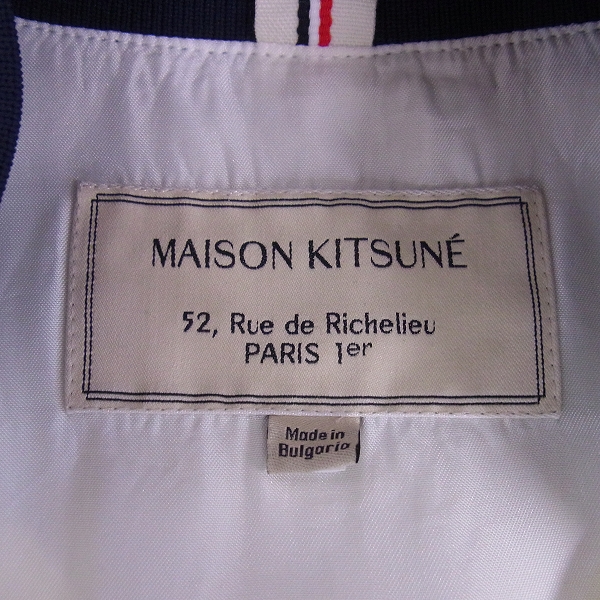 MAISON KITSUNÉ
52, Rue de Richelieu
PARIS 1er
Made in
Bulgaria